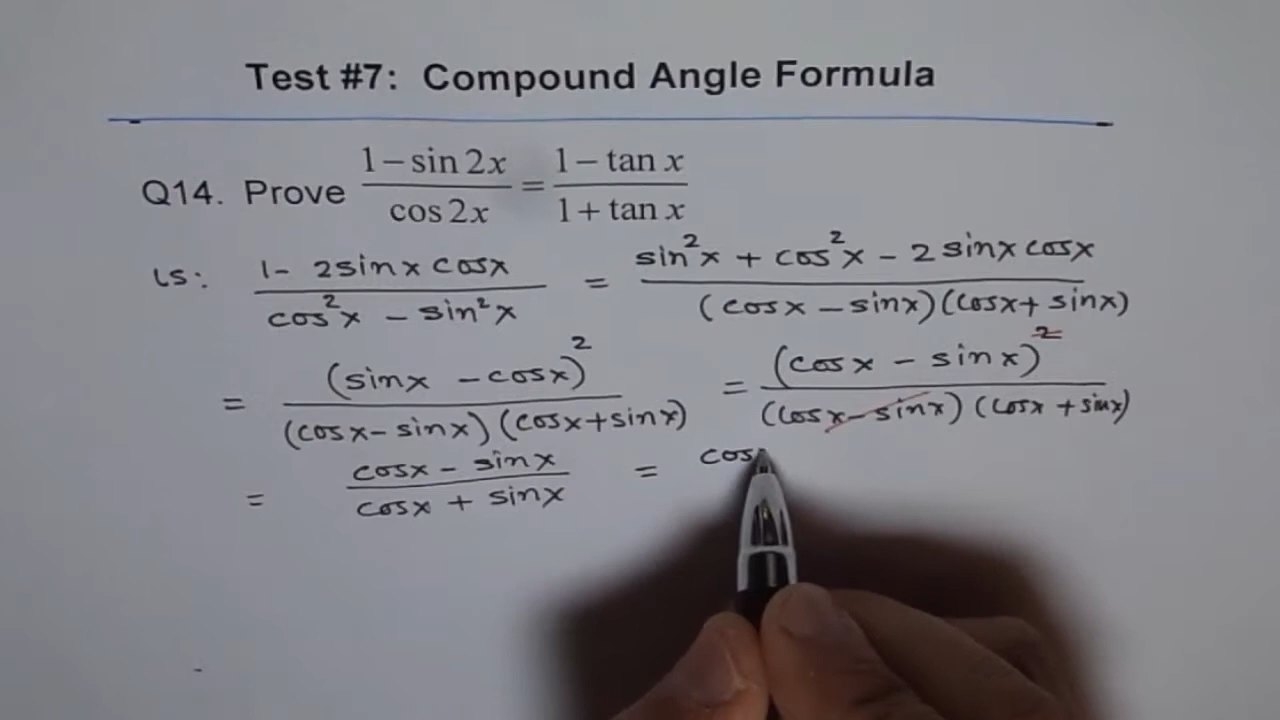 Test #7: Compound Angle Formula
Q14. Prove (1 − sin 2x)/(cos 2x) = (1 − tan x)/(1 + tan x)
LS: (1 - 2sinx cosx)/(cos²x - sin²x) = (sin²x + cos²x - 2 sinx cosx)/((cosx - sinx)(cosx + sinx))
= (sinx - cosx)²/((cosx - sinx)(cosx + sinx)) = (cosx - sinx)²/((cosx - sinx)(cosx + sinx))
= (cosx - sinx)/(cosx + sinx) = cosx